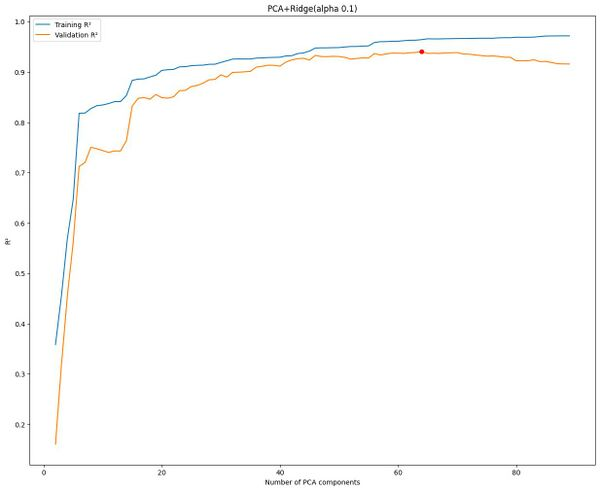 PCA+Ridge(alpha 0.1)
Training R²
Validation R²
1.0
0.9
0.8
0.7
0.6
0.5
0.4
0.3
0.2
R²
0 20 40 60 80
Number of PCA components